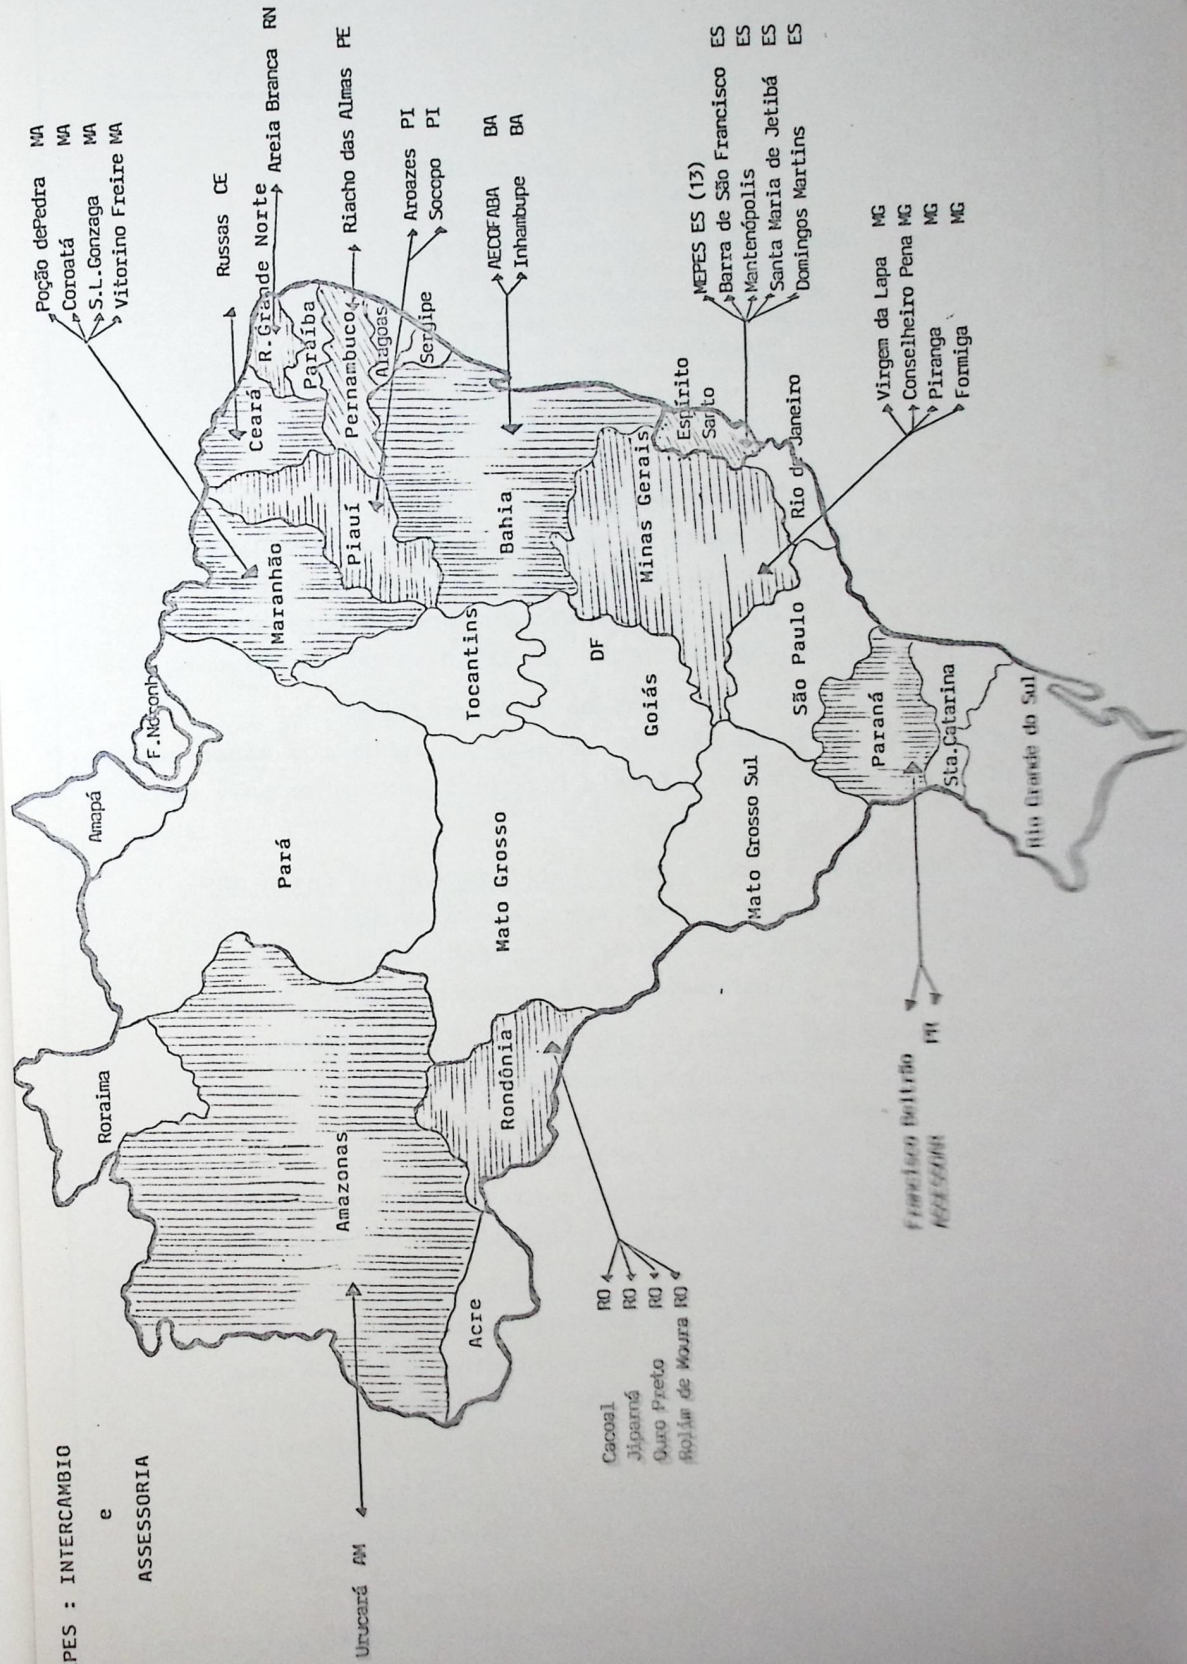 PES : INTERCAMBIO
e
ASSESSORIA
Poção dePedra MA
Coroatá MA
S.L.Gonzaga MA
Vitorino Freire MA
Russas CE
Areia Branca RN
Riacho das Almas PE
Aroazes PI
Socopo PI
AECOFABA BA
Inhambupe BA
MEPES ES (13)
Barra de São Francisco ES
Mantenópolis ES
Santa Maria de Jetibá ES
Domingos Martins ES
Virgem da Lapa MG
Conselheiro Pena MG
Piranga MG
Formiga MG
Roraima
Amapá
F.Noronha
Amazonas
Pará
Maranhão
Ceará
R.Grande Norte
Paraíba
Pernambuco
Alagoas
Sergipe
Piauí
Acre
Rondônia
Mato Grosso
Tocantins
Bahia
DF
Goiás
Minas Gerais
Espírito
Santo
Mato Grosso Sul
São Paulo
Rio de Janeiro
Paraná
Sta.Catarina
Rio Grande do Sul
Urucará AM
Cacoal RO
Jiparná RO
Ouro Preto RO
Rolim de Moura RO
Francisco Beltrão
PR